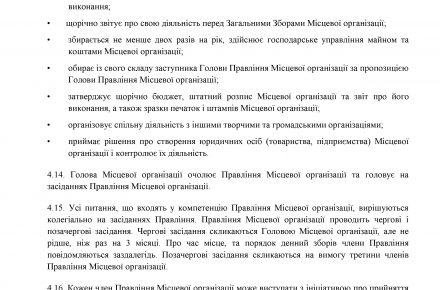 виконання;
• щорічно звітує про свою діяльність перед Загальними Зборами Місцевої організації;
• збирається не менше двох разів на рік, здійснює господарське управління майном та
коштами Місцевої організації;
• обирає із свого складу заступника Голови Правління Місцевої організації за пропозицією
Голови Правління Місцевої організації;
• затверджує щорічно бюджет, штатний розпис Місцевої організації та звіт про його
виконання, а також зразки печаток і штампів Місцевої організації;
• організовує спільну діяльність з іншими творчими та громадськими організаціями;
• приймає рішення про створення юридичних осіб (товариства, підприємства) Місцевої
організації і контролює їх діяльність.
4.14. Голова Місцевої організації очолює Правління Місцевої організації та головує на
засіданнях Правління Місцевої організації.
4.15. Усі питання, що входять у компетенцію Правління Місцевої організації, вирішуються
колегіально на засіданнях Правління. Правління Місцевої організації проводить чергові і
позачергові засідання. Чергові засідання скликаються Головою Місцевої організації, але не
рідше, ніж раз на 3 місяці. Про час, місце, та порядок денний зборів члени Правління
повідомляються заздалегідь. Позачергові засідання скликаються на вимогу третини членів
Правління Місцевої організації.
4.16. Кожен член Правління Місцевої організації може виступати з ініціативою про прийняття